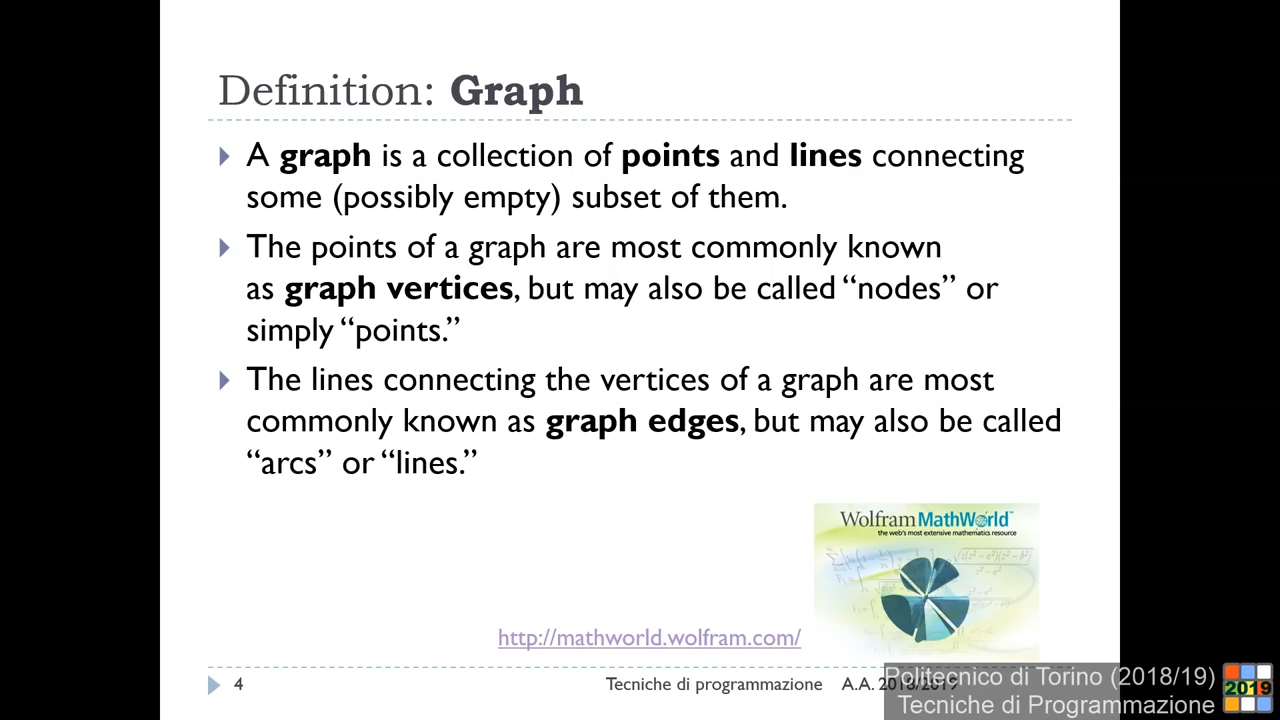 Definition: Graph
A graph is a collection of points and lines connecting
some (possibly empty) subset of them.
The points of a graph are most commonly known
as graph vertices, but may also be called “nodes” or
simply “points.”
The lines connecting the vertices of a graph are most
commonly known as graph edges, but may also be called
“arcs” or “lines.”
Wolfram MathWorld™
the web's most extensive mathematics resource
http://mathworld.wolfram.com/
4
Tecniche di programmazione
A.A. 2018/2019
Politecnico di Torino (2018/19)
Tecniche di Programmazione
2019